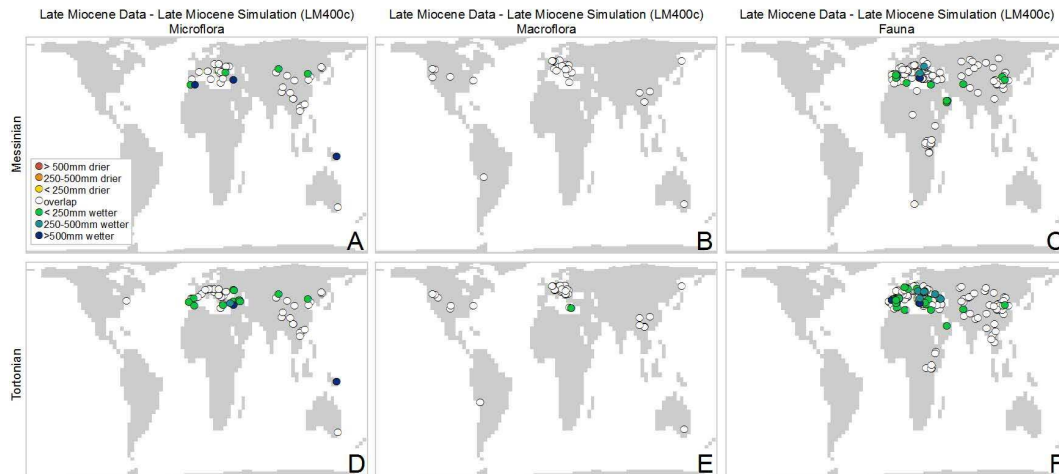 Late Miocene Data - Late Miocene Simulation (LM400c)
Microflora
Late Miocene Data - Late Miocene Simulation (LM400c)
Macroflora
Late Miocene Data - Late Miocene Simulation (LM400c)
Fauna
Messinian
> 500mm drier
250-500mm drier
< 250mm drier
overlap
< 250mm wetter
250-500mm wetter
>500mm wetter
A
B
C
Tortonian
D
E
F